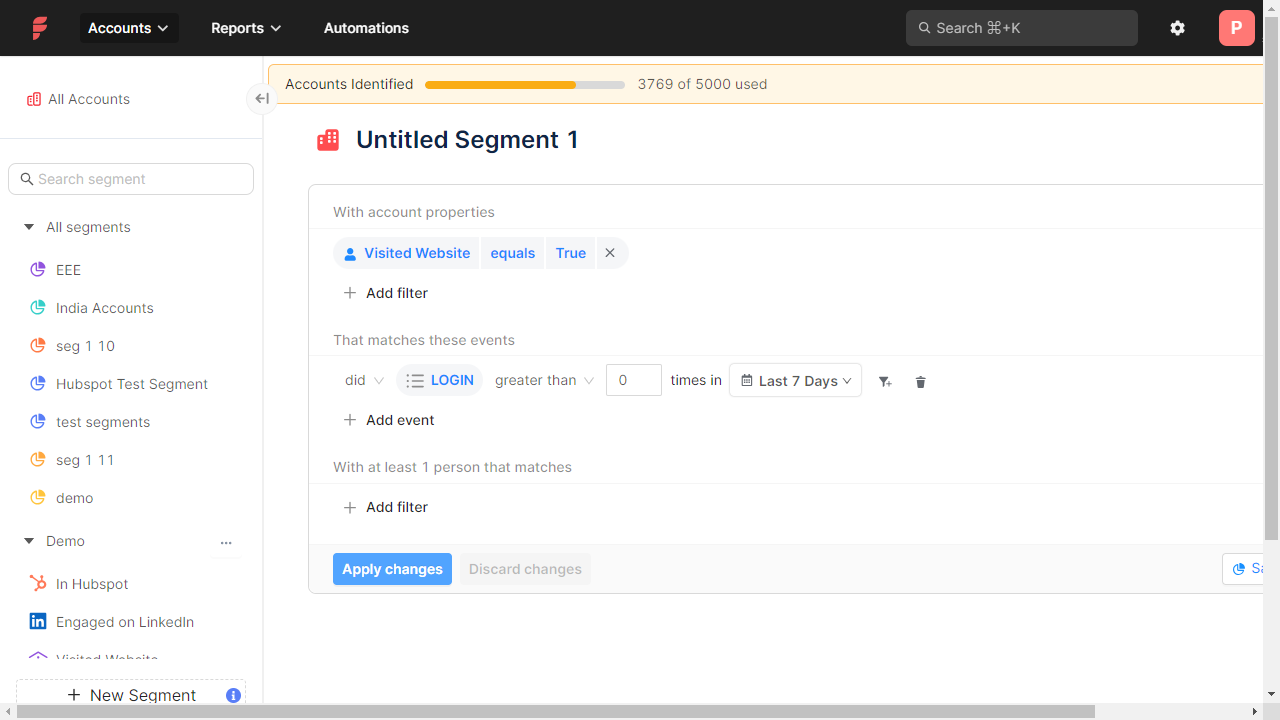 Accounts Reports Automations Search ⌘+K P
All Accounts
Accounts Identified 3769 of 5000 used
Untitled Segment 1
Search segment
All segments
EEE
India Accounts
seg 1 10
Hubspot Test Segment
test segments
seg 1 11
demo
Demo
In Hubspot
Engaged on LinkedIn
Visited Website
+ New Segment
With account properties
Visited Website equals True
+ Add filter
That matches these events
did LOGIN greater than 0 times in Last 7 Days
+ Add event
With at least 1 person that matches
+ Add filter
Apply changes Discard changes